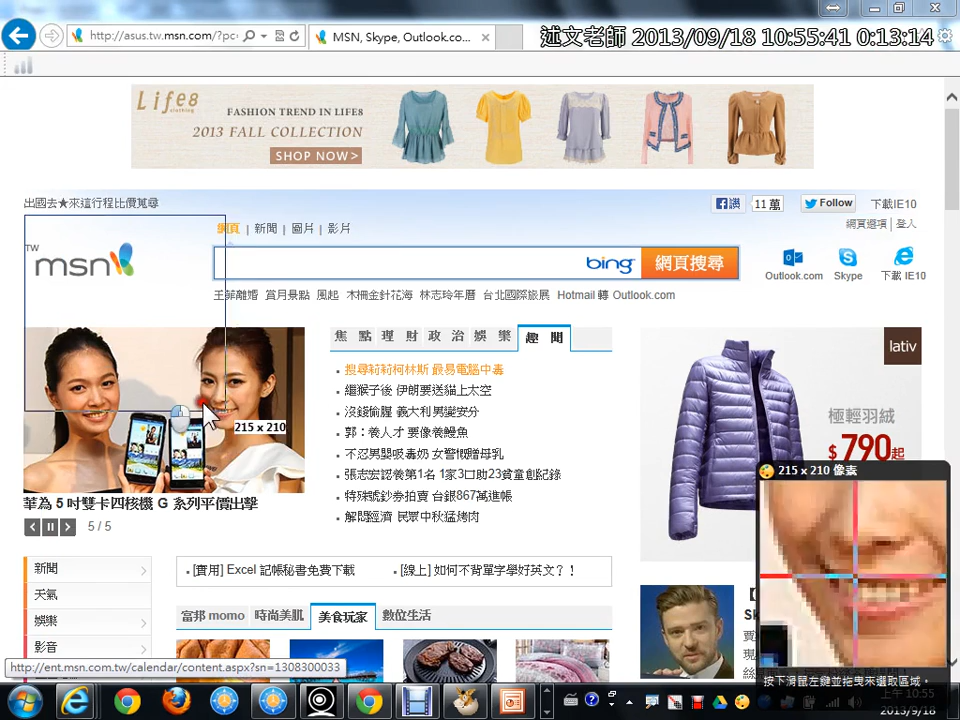 http://asus.tw.msn.com/?pc=
MSN, Skype, Outlook.co...
述文老師 2013/09/18 10:55:41 0:13:14
Life8
clothing
FASHION TREND IN LIFE8
2013 FALL COLLECTION
SHOP NOW>
出國去★來這行程比價蒐尋
讚 11 萬
Follow
下載IE10
網頁選項 | 登入
TW
msn
網頁 | 新聞 | 圖片 | 影片
bing
網頁搜尋
Outlook.com
Skype
下載 IE10
王菲離婚 賞月景點 風起 木柵金針花海 林志玲年曆 台北國際旅展 Hotmail 轉 Outlook.com
焦點 理財 政治 娛樂 趣聞
搜尋莉莉柯林斯 最易電腦中毒
繼猴子後 伊朗要送貓上太空
沒錢偷腥 義大利男變安分
郭：養人才 要像養鰻魚
不忍男嬰吸毒奶 女警慨贈母乳
張志宏認養第1名 1家3口助23貧童創紀錄
特殊號鈔券拍賣 台銀867萬進帳
解悶經濟 民眾中秋猛烤肉
215 x 210
華為 5 吋雙卡四核機 G 系列平價出擊
5 / 5
lativ
極輕羽絨
$790起
215 x 210 像素
按下滑鼠左鍵並拖曳來選取區域。
新聞
天氣
娛樂
影音
[實用] Excel 記帳秘書免費下載
[線上] 如何不背單字學好英文？！
富邦 momo 時尚美肌 美食玩家 數位生活
http://ent.msn.com.tw/calendar/content.aspx?sn=1308300033
上午 10:55
2013/9/18